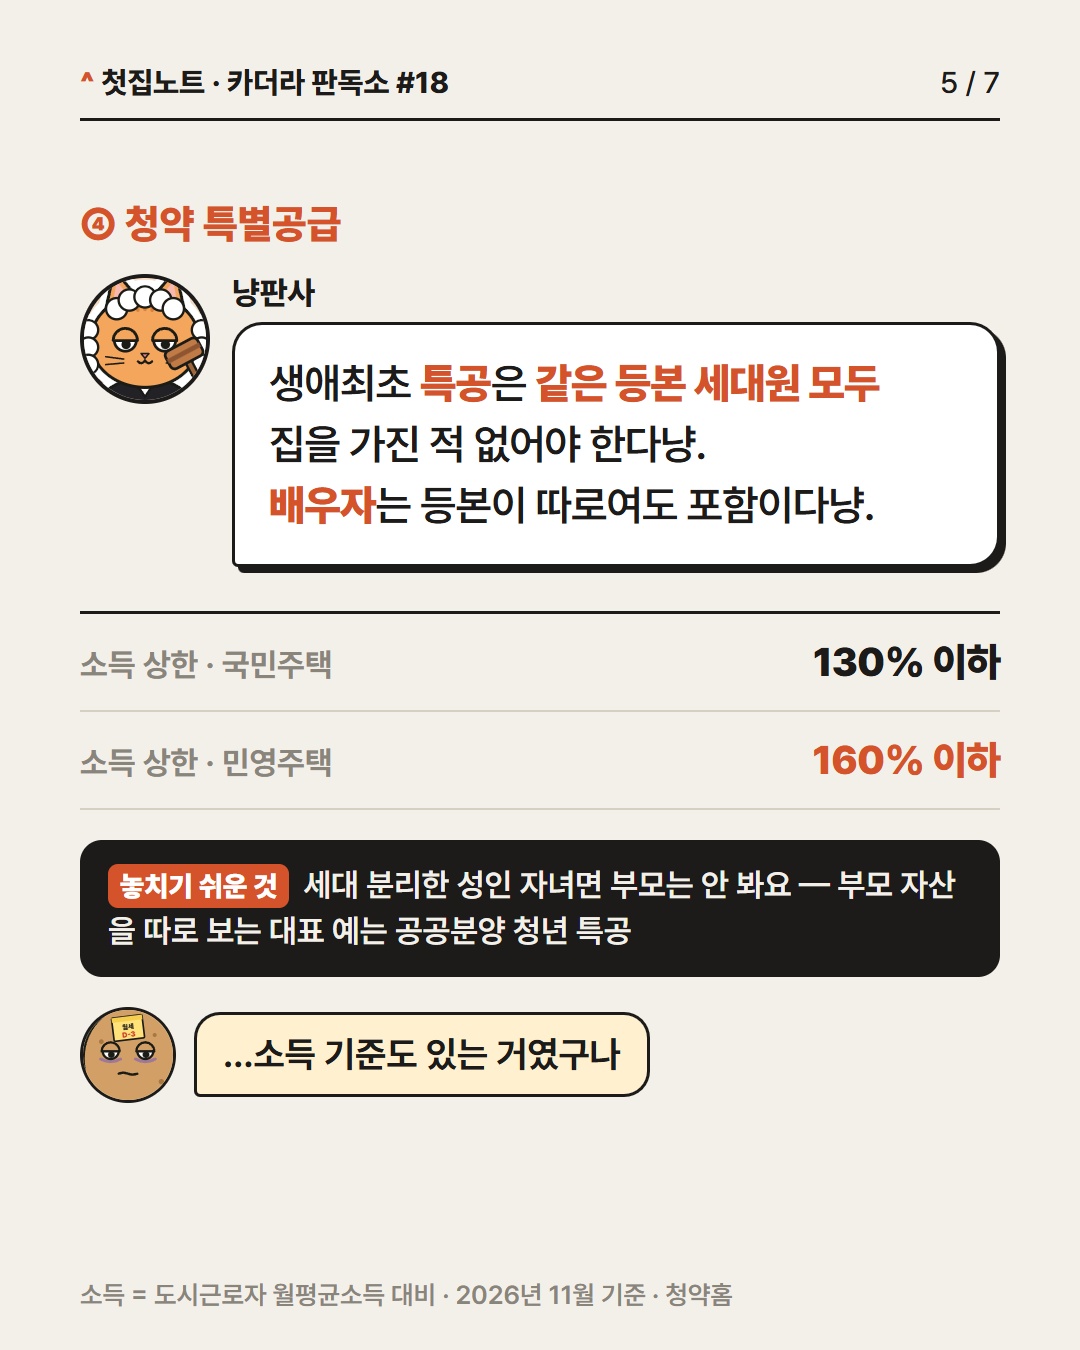 ^ 첫집노트 · 카더라 판독소 #18
5 / 7
④ 청약 특별공급
냥판사
생애최초 특공은 같은 등본 세대원 모두
집을 가진 적 없어야 한다냥.
배우자는 등본이 따로여도 포함이다냥.
소득 상한 · 국민주택
130% 이하
소득 상한 · 민영주택
160% 이하
놓치기 쉬운 것 세대 분리한 성인 자녀면 부모는 안 봐요 — 부모 자산
을 따로 보는 대표 예는 공공분양 청년 특공
월세
D-3
...소득 기준도 있는 거였구나
소득 = 도시근로자 월평균소득 대비 · 2026년 11월 기준 · 청약홈